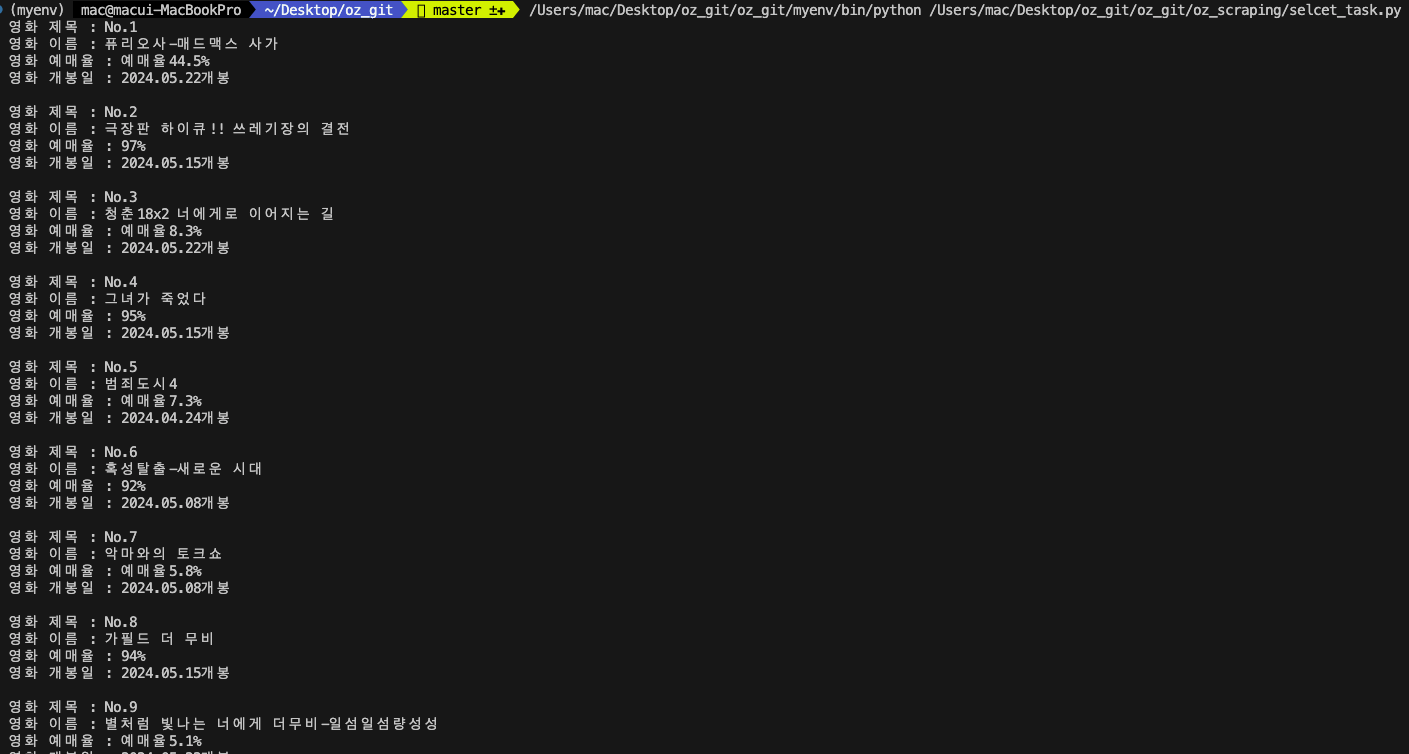 (myenv) mac@macui-MacBookPro ~/Desktop/oz_git master ±✚ /Users/mac/Desktop/oz_git/oz_git/myenv/bin/python /Users/mac/Desktop/oz_git/oz_git/oz_scraping/selcet_task.py
영화 제목 : No.1
영화 이름 : 퓨리오사-매드맥스 사가
영화 예매율 : 예매율44.5%
영화 개봉일 : 2024.05.22개봉
영화 제목 : No.2
영화 이름 : 극장판 하이큐!! 쓰레기장의 결전
영화 예매율 : 97%
영화 개봉일 : 2024.05.15개봉
영화 제목 : No.3
영화 이름 : 청춘18x2 너에게로 이어지는 길
영화 예매율 : 예매율8.3%
영화 개봉일 : 2024.05.22개봉
영화 제목 : No.4
영화 이름 : 그녀가 죽었다
영화 예매율 : 95%
영화 개봉일 : 2024.05.15개봉
영화 제목 : No.5
영화 이름 : 범죄도시4
영화 예매율 : 예매율7.3%
영화 개봉일 : 2024.04.24개봉
영화 제목 : No.6
영화 이름 : 혹성탈출-새로운 시대
영화 예매율 : 92%
영화 개봉일 : 2024.05.08개봉
영화 제목 : No.7
영화 이름 : 악마와의 토크쇼
영화 예매율 : 예매율5.8%
영화 개봉일 : 2024.05.08개봉
영화 제목 : No.8
영화 이름 : 가필드 더 무비
영화 예매율 : 94%
영화 개봉일 : 2024.05.15개봉
영화 제목 : No.9
영화 이름 : 별처럼 빛나는 너에게 더무비-일섬일섬량성성
영화 예매율 : 예매율5.1%